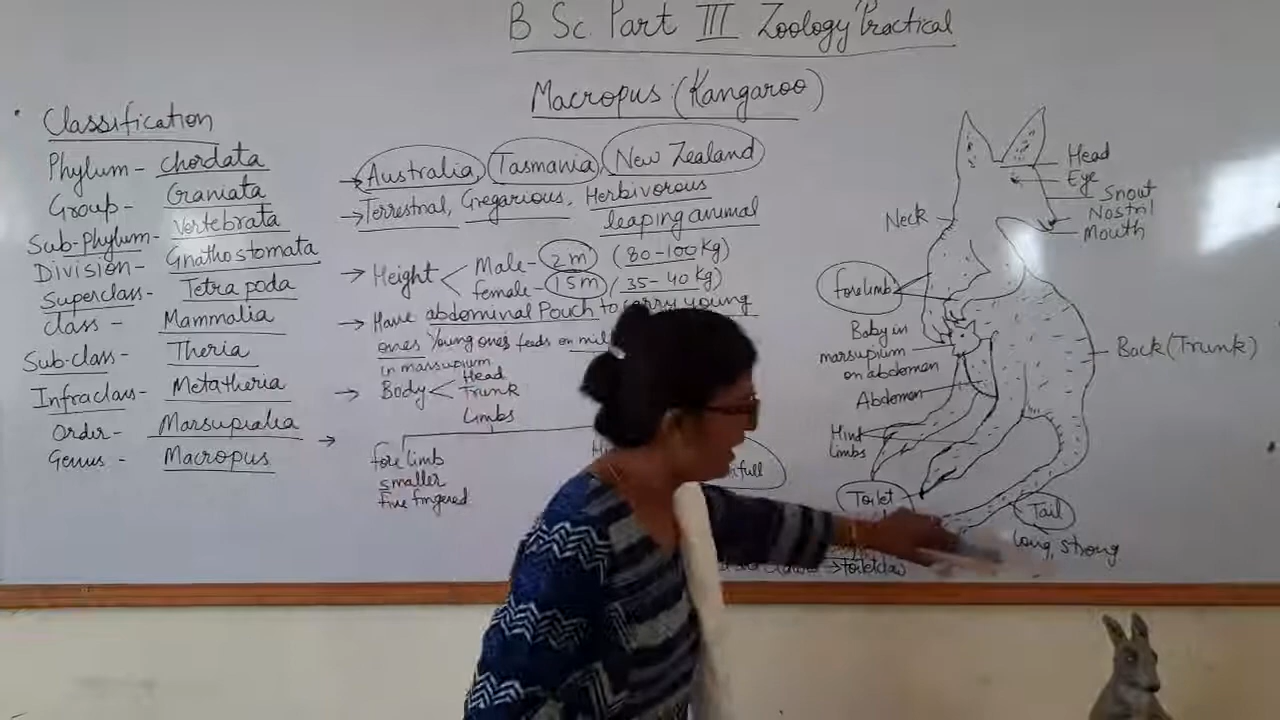 B Sc. Part III Zoology Practical
Macropus (Kangaroo)
Classification
Phylum - Chordata
Group - Craniata
Sub-phylum - Vertebrata
Division - Gnathostomata
Superclass - Tetrapoda
Class - Mammalia
Sub-class - Theria
Infraclass - Metatheria
Order - Marsupialia
Genus - Macropus
→ Australia, Tasmania, New Zealand
→ Terrestrial, Gregarious, Herbivorous
leaping animal
→ Height < Male - 2 m (80-100 Kg)
female - 1.5 m (35-40 Kg)
→ Have abdominal Pouch to carry young
ones Young ones feeds on
in marsupium
→ Body < Head
Trunk
Limbs
→
fore limb
smaller
five fingered
Head
Eye
Snout
Nostril
Mouth
Neck
forelimb
Baby in
marsupium
on abdomen
Abdomen
Hind
Limbs
Back (Trunk)
Toilet
Tail
long, strong
→ toilet claw